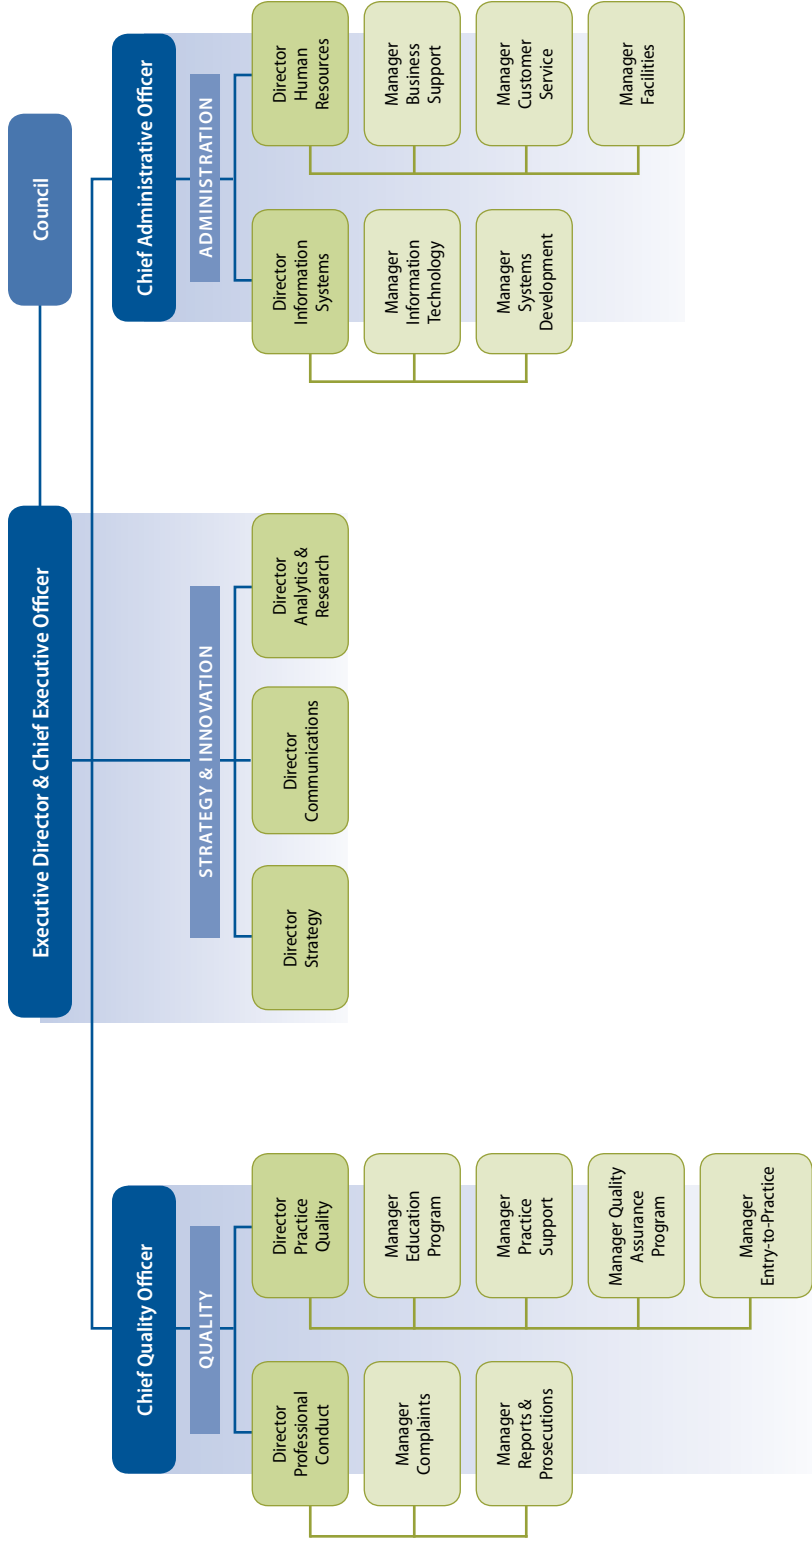 Council
Executive Director & Chief Executive Officer
Chief Quality Officer
QUALITY
Director
Professional
Conduct
Manager
Complaints
Manager
Reports &
Prosecutions
Director
Practice
Quality
Manager
Education
Program
Manager
Practice
Support
Manager Quality
Assurance
Program
Manager
Entry-to-Practice
STRATEGY & INNOVATION
Director
Strategy
Director
Communications
Director
Analytics &
Research
Chief Administrative Officer
ADMINISTRATION
Director
Information
Systems
Manager
Information
Technology
Manager
Systems
Development
Director
Human
Resources
Manager
Business
Support
Manager
Customer
Service
Manager
Facilities